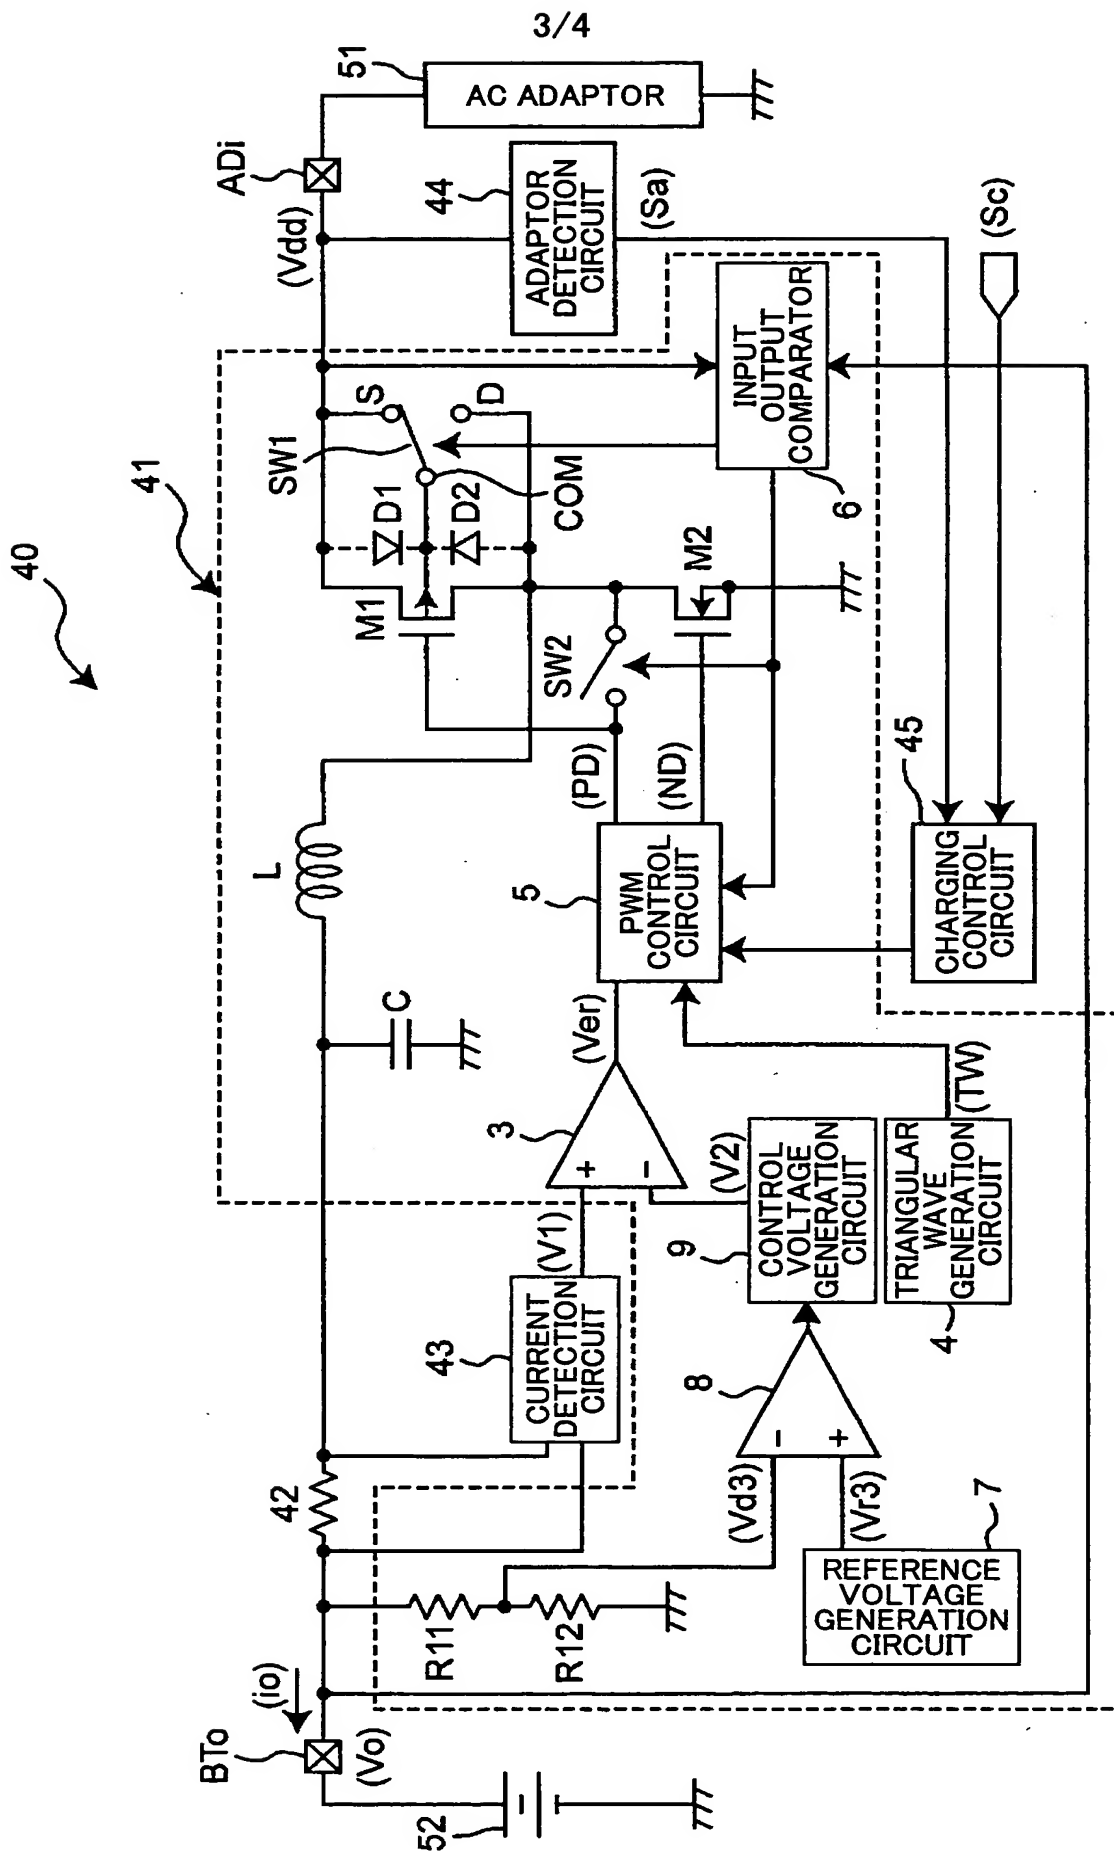 3/4
40
41
51
AC ADAPTOR
ADi
(Vdd)
44
ADAPTOR
DETECTION
CIRCUIT
(Sa)
(Sc)
S
D
SW1
COM
D1
D2
M1
M2
SW2
INPUT
OUTPUT
COMPARATOR
6
(PD)
(ND)
L
5
PWM
CONTROL
CIRCUIT
45
CHARGING
CONTROL
CIRCUIT
C
(Ver)
3
+
-
(V1)
(V2)
9
CONTROL
VOLTAGE
GENERATION
CIRCUIT
(TW)
TRIANGULAR
WAVE
GENERATION
CIRCUIT
4
43
CURRENT
DETECTION
CIRCUIT
42
8
-
+
(Vd3)
(Vr3)
7
REFERENCE
VOLTAGE
GENERATION
CIRCUIT
R11
R12
(io)
BTo
(Vo)
52